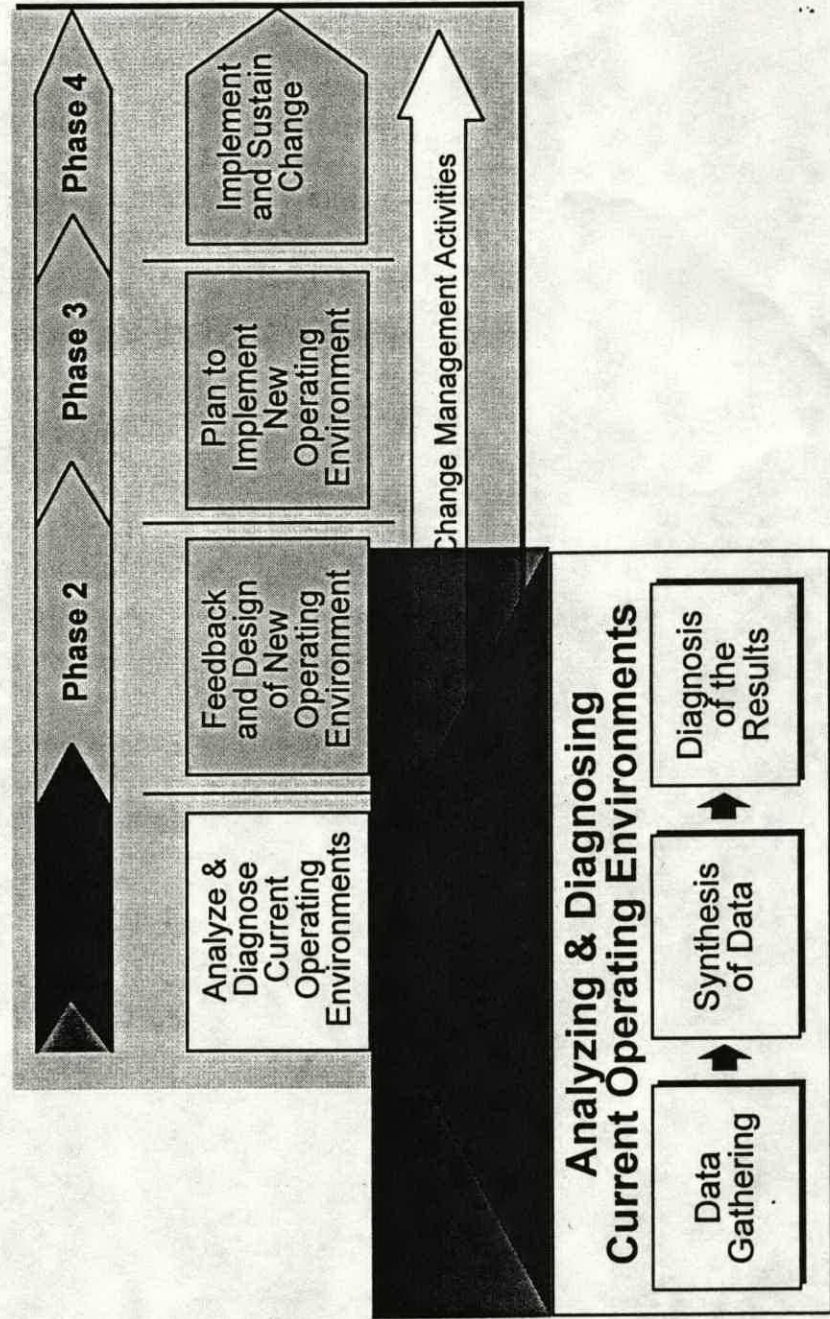 Phase 2
Phase 3
Phase 4
Analyze &
Diagnose
Current
Operating
Environments
Feedback
and Design
of New
Operating
Environment
Plan to
Implement
New
Operating
Environment
Implement
and Sustain
Change
Change Management Activities
Analyzing & Diagnosing
Current Operating Environments
Data
Gathering
Synthesis
of Data
Diagnosis
of the
Results